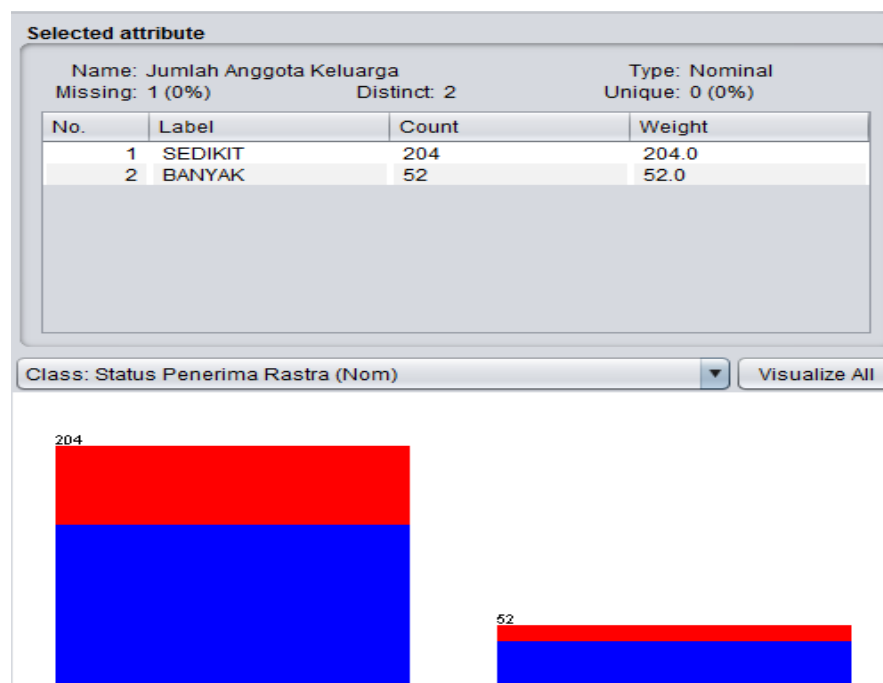 Selected attribute
Name: Jumlah Anggota Keluarga Type: Nominal
Missing: 1 (0%) Distinct: 2 Unique: 0 (0%)
No. Label Count Weight
1 SEDIKIT 204 204.0
2 BANYAK 52 52.0
Class: Status Penerima Rastra (Nom) Visualize All
204
52